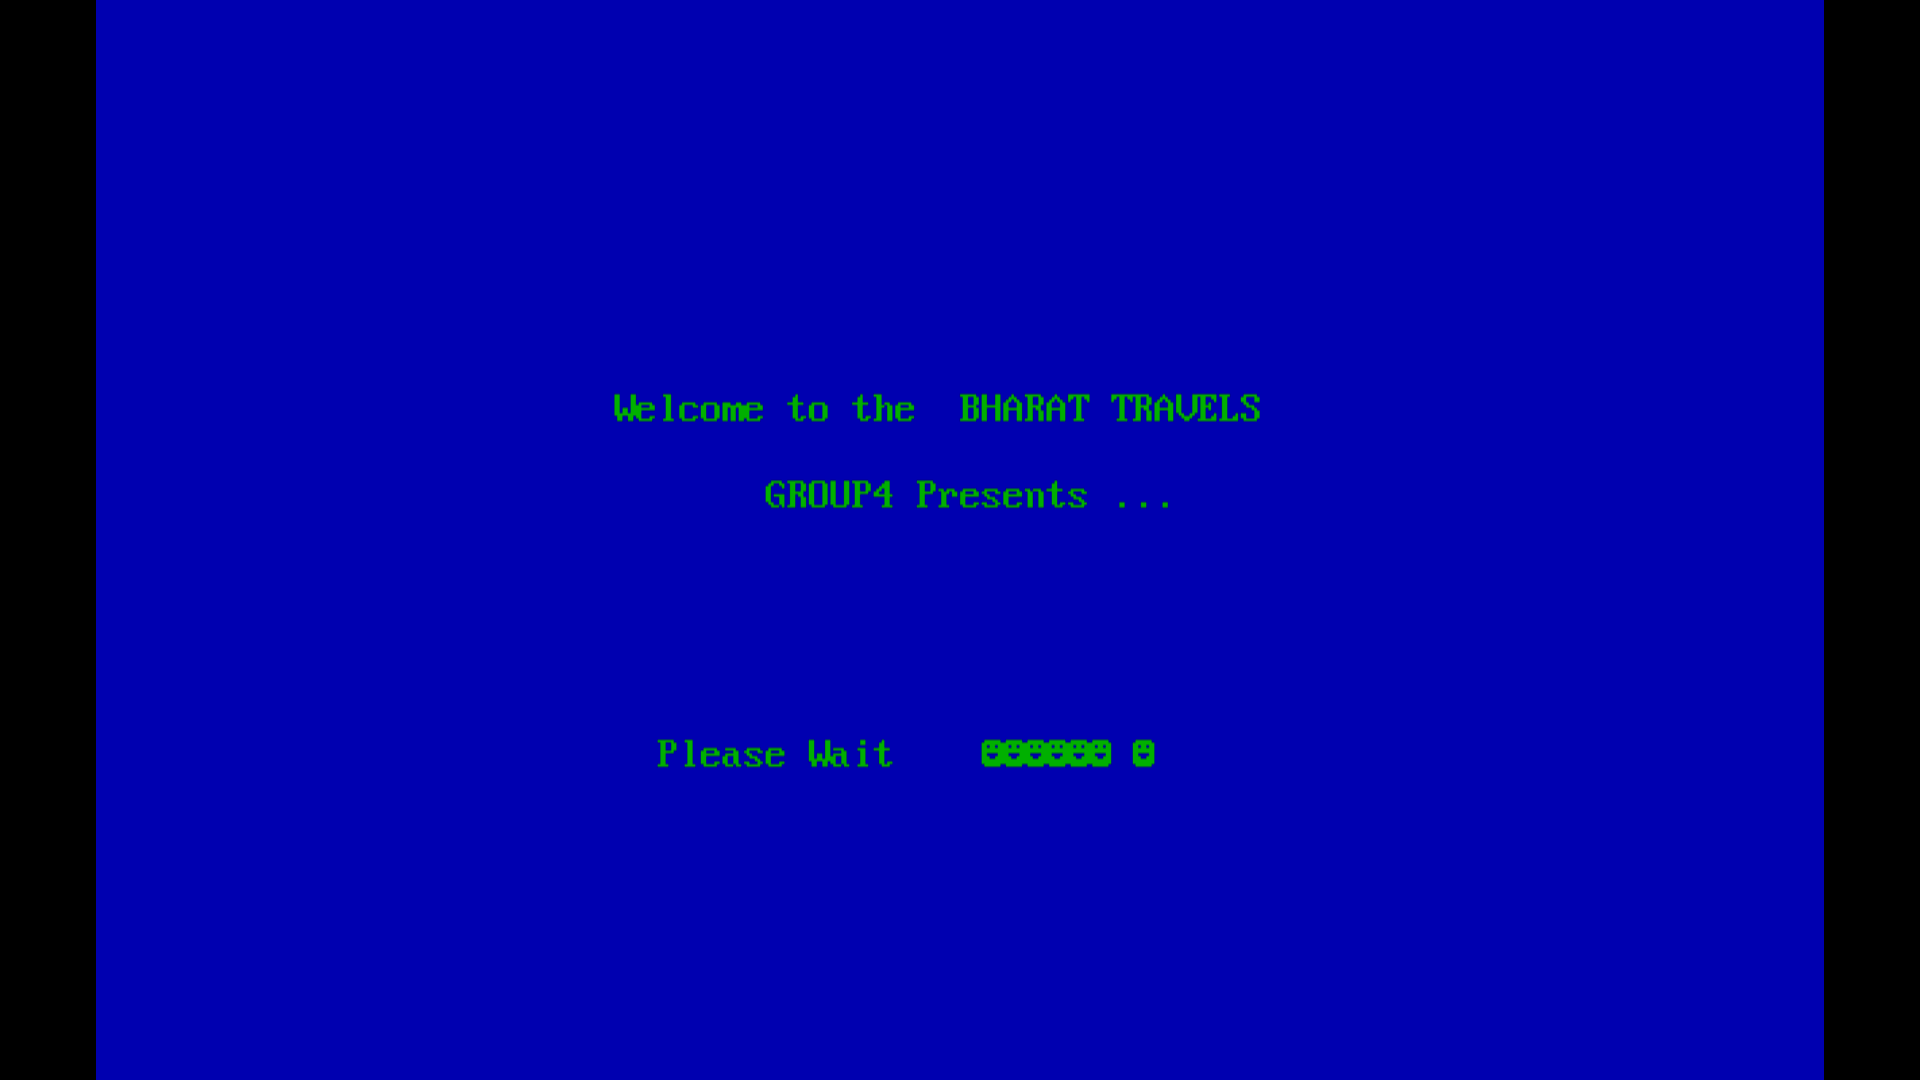 Welcome to the  BHARAT TRAVELS
GROUP4 Presents ...
Please Wait    ☻☻☻☻☻☻ ☻